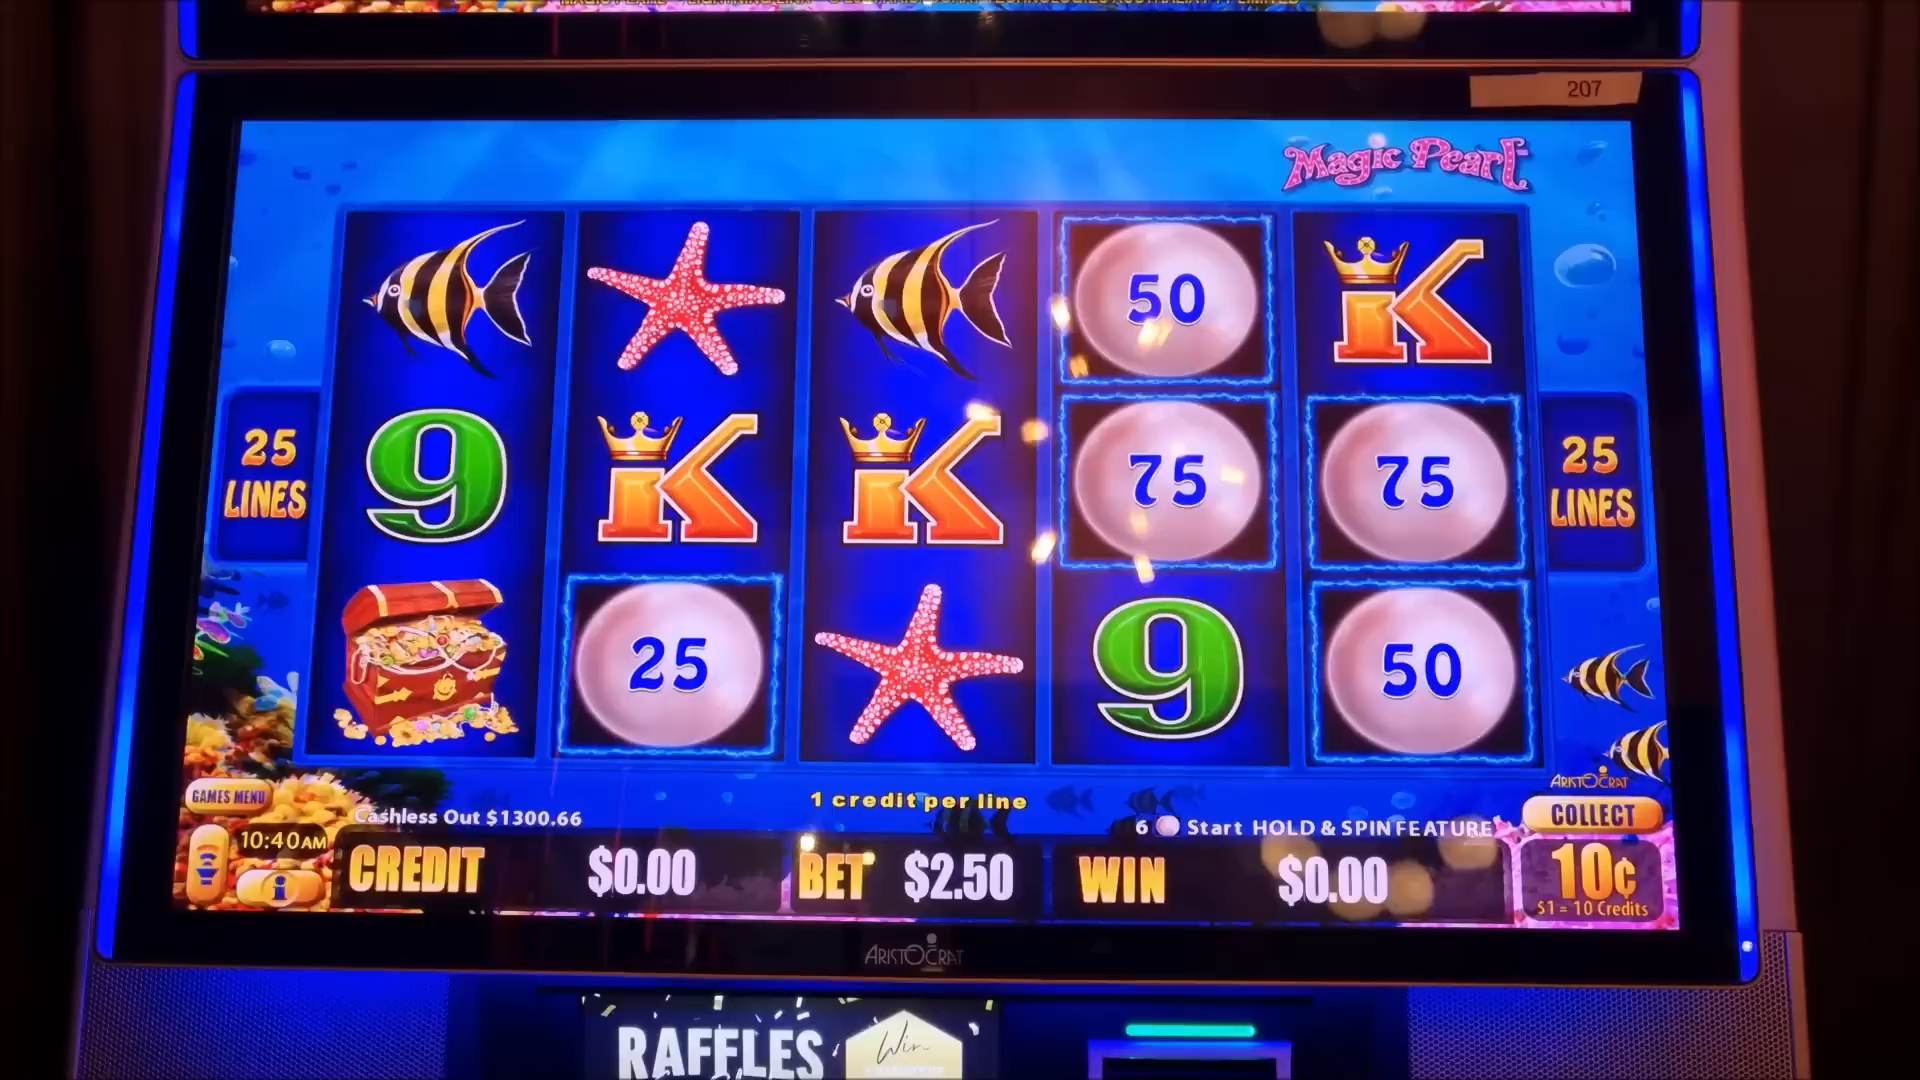 207
Magic Pearl
50
K
25
LINES
9
K
K
75
75
25
LINES
25
9
50
GAMES MENU
Cashless Out $1300.66
1 credit per line
6 Start HOLD & SPIN FEATURE
ARISTOCRAT
COLLECT
10:40AM
i
CREDIT $0.00
BET $2.50
WIN $0.00
10¢
$1 = 10 Credits
ARISTOCRAT
RAFFLES
Win